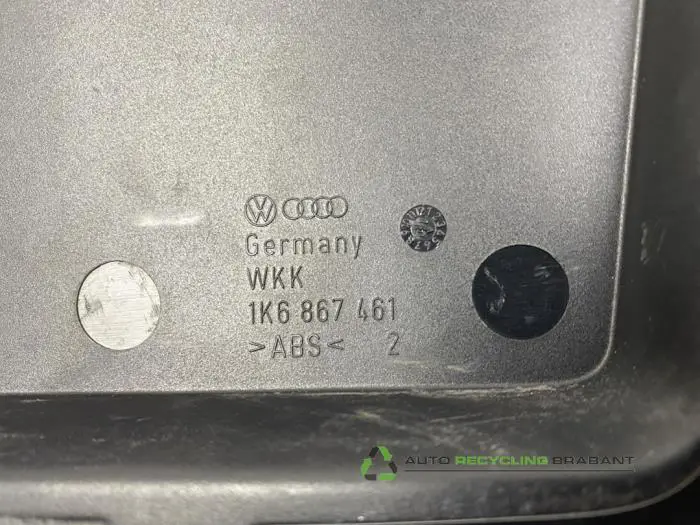 Germany
WKK
1K6 867 461
>ABS< 2
AUTO RECYCLING BRABANT